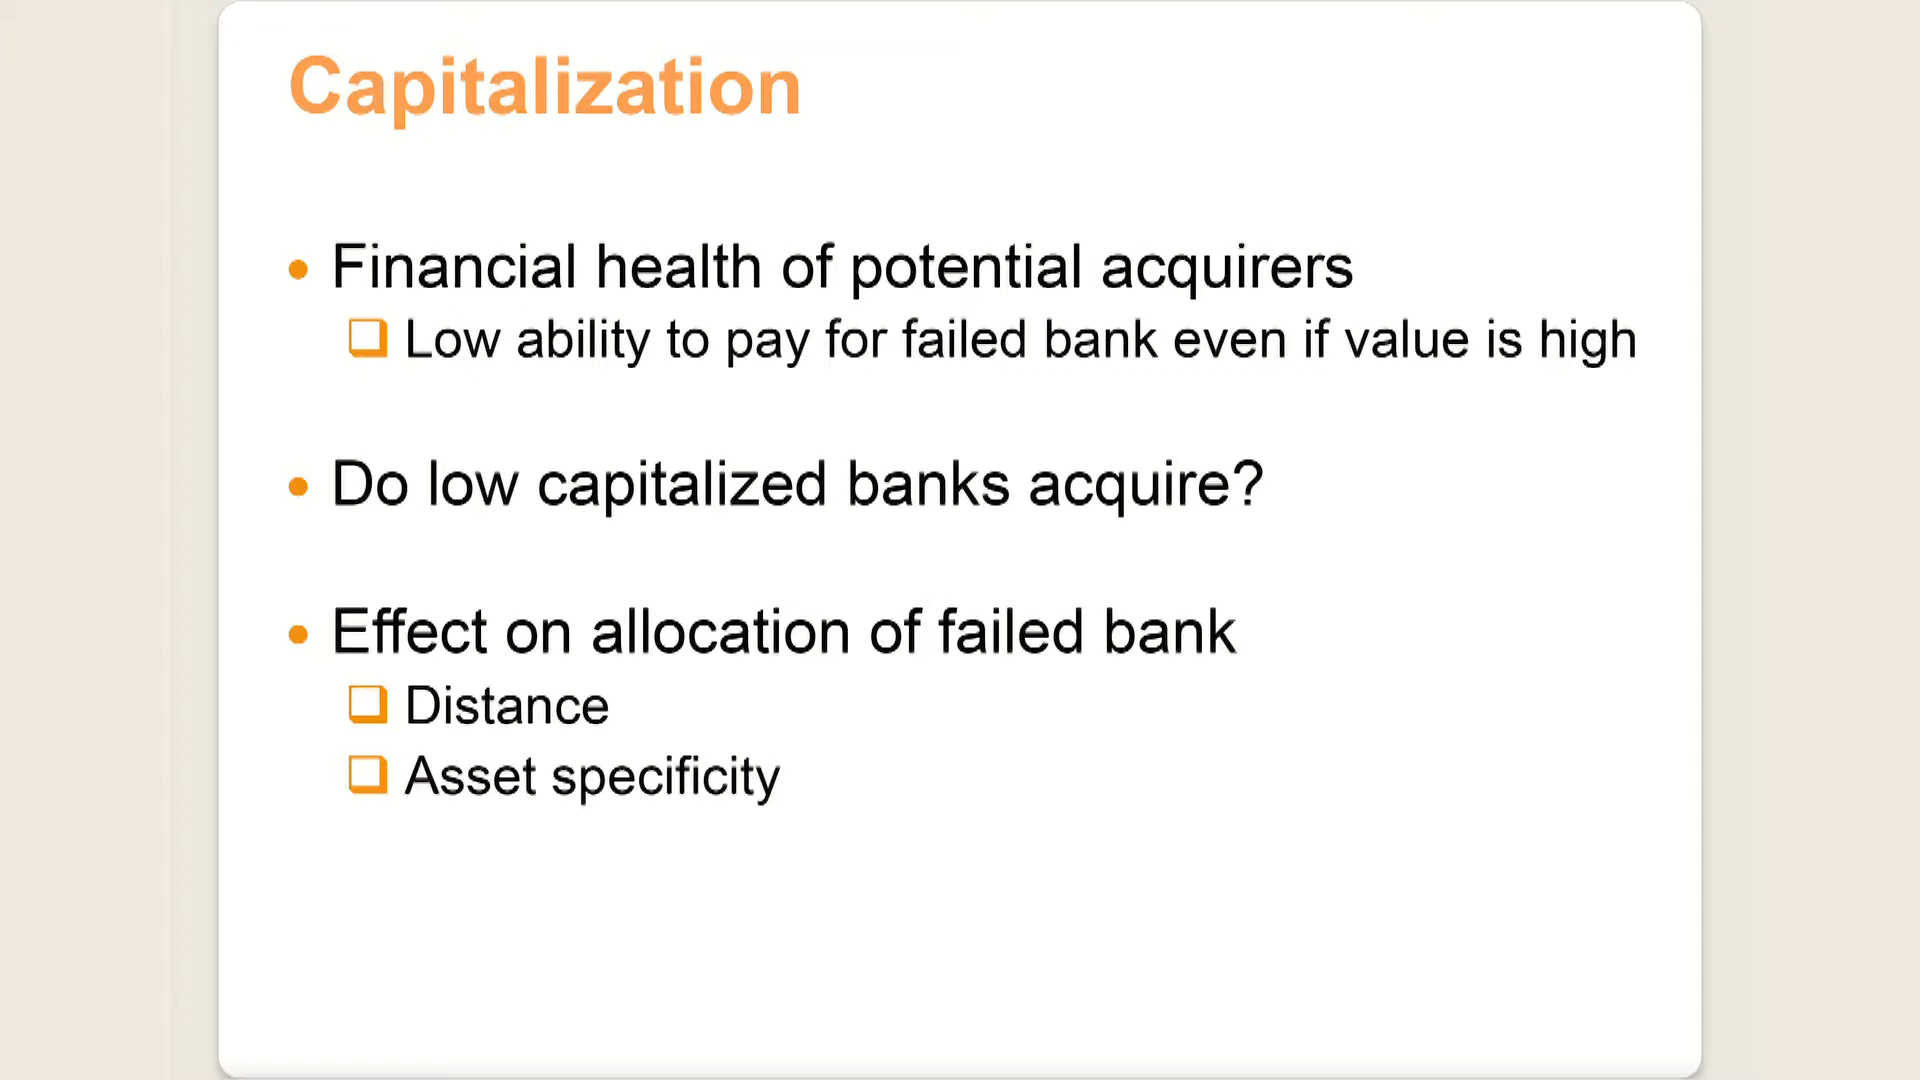 Capitalization
• Financial health of potential acquirers
❑ Low ability to pay for failed bank even if value is high
• Do low capitalized banks acquire?
• Effect on allocation of failed bank
❑ Distance
❑ Asset specificity